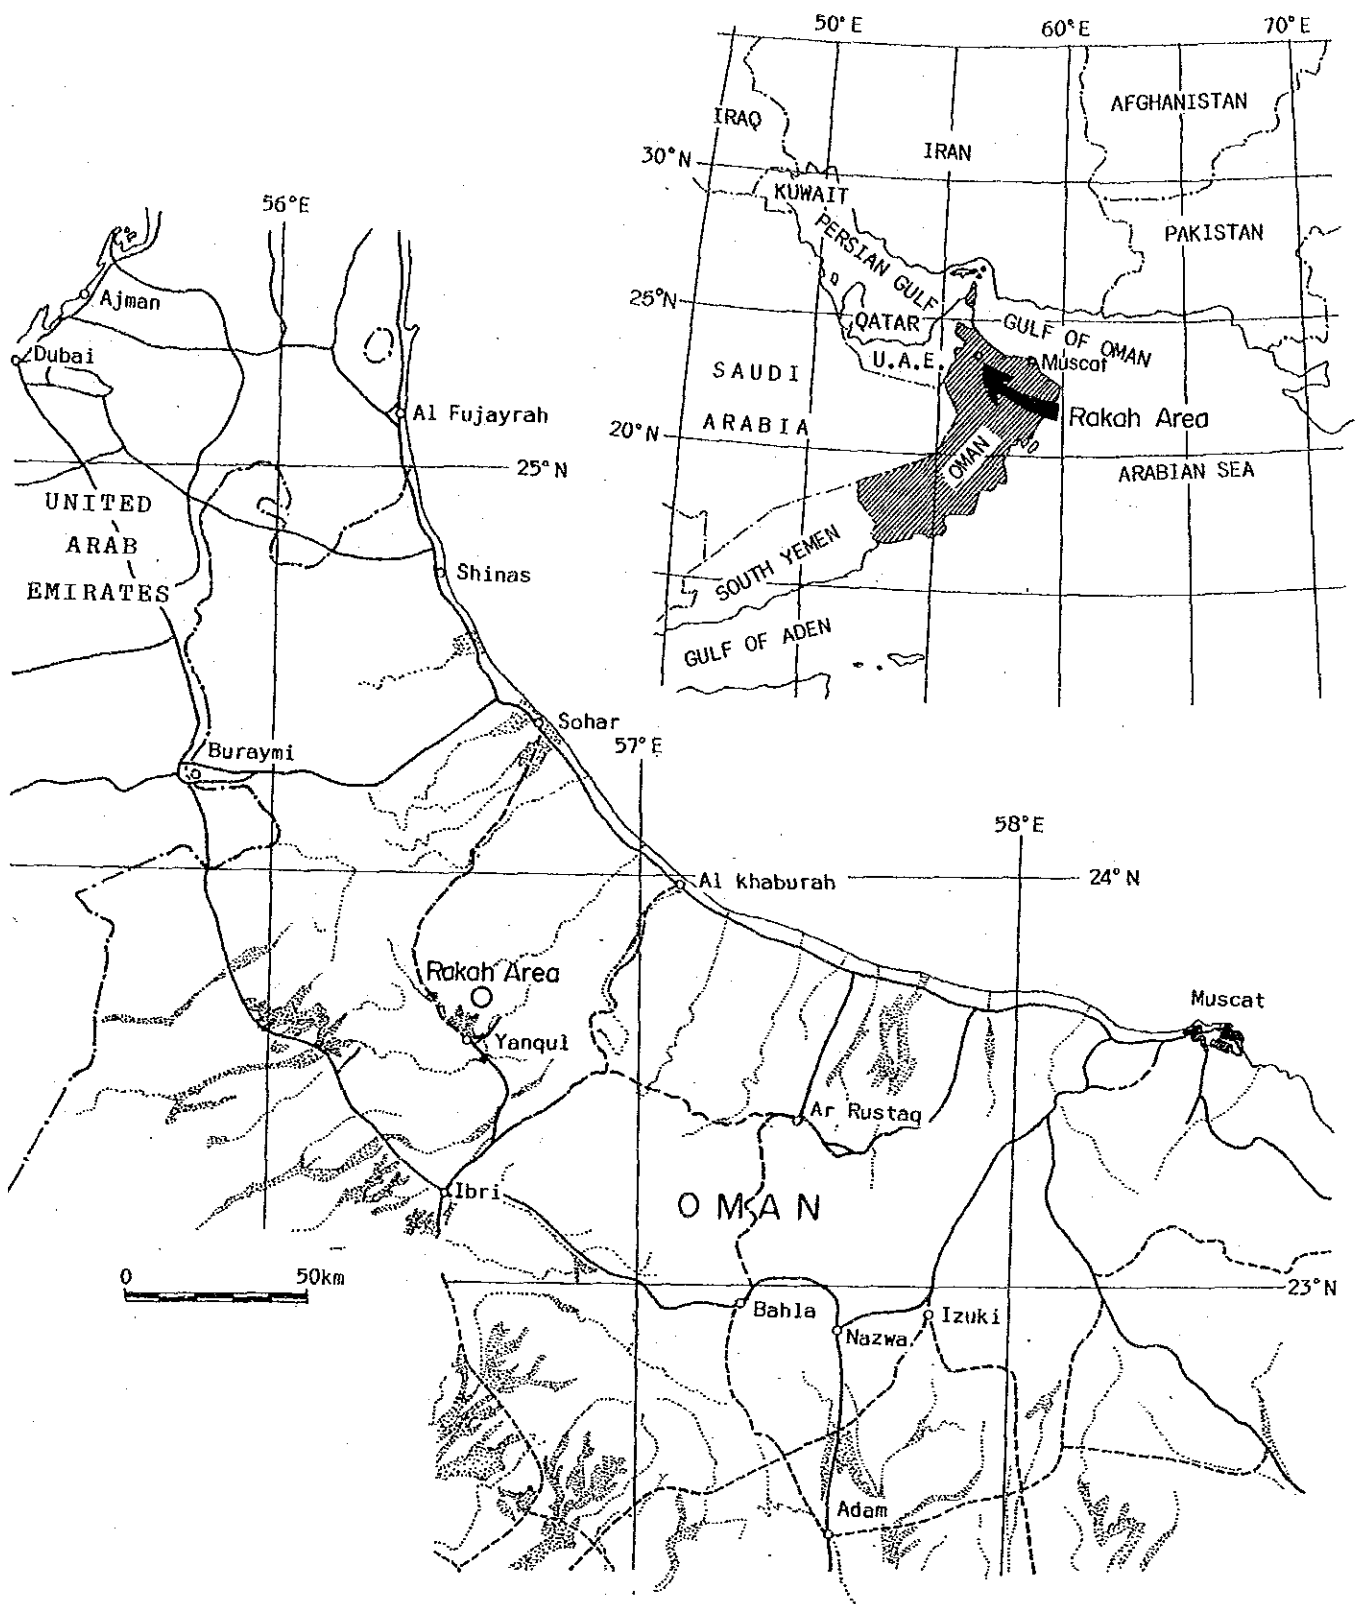 50°E
60°E
70°E
AFGHANISTAN
IRAQ
IRAN
30°N
KUWAIT
PAKISTAN
PERSIAN GULF
25°N
QATAR
GULF OF OMAN
U.A.E.
Muscat
SAUDI
ARABIA
20°N
Rakah Area
OMAN
ARABIAN SEA
SOUTH YEMEN
GULF OF ADEN
56°E
Ajman
Dubai
Al Fujayrah
25°N
UNITED
ARAB
EMIRATES
Shinas
Sohar
57°E
Buraymi
58°E
Al khaburah
24°N
Rakah Area
Muscat
Yanqul
Ar Rustaq
Ibri
OMAN
0
50km
23°N
Bahla
Izuki
Nazwa
Adam